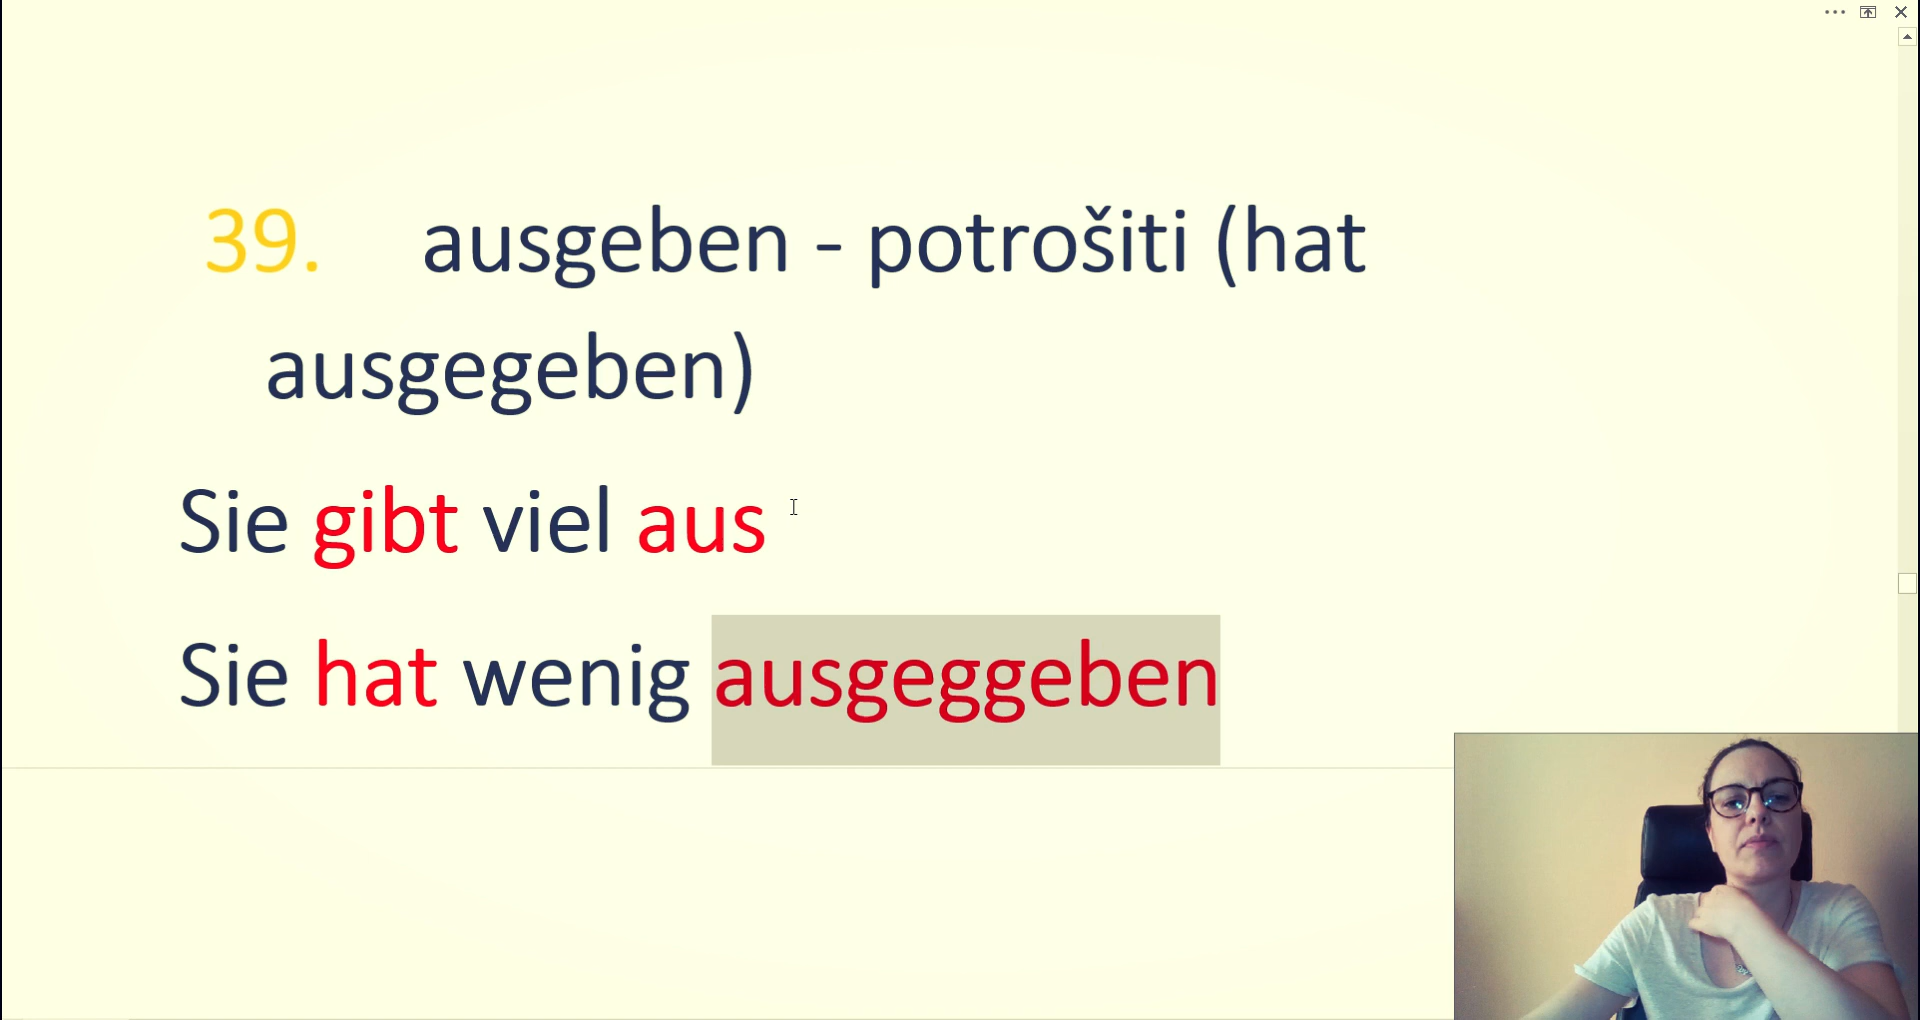 39. ausgeben - potrošiti (hat
ausgegeben)
Sie gibt viel aus
Sie hat wenig ausgeggeben